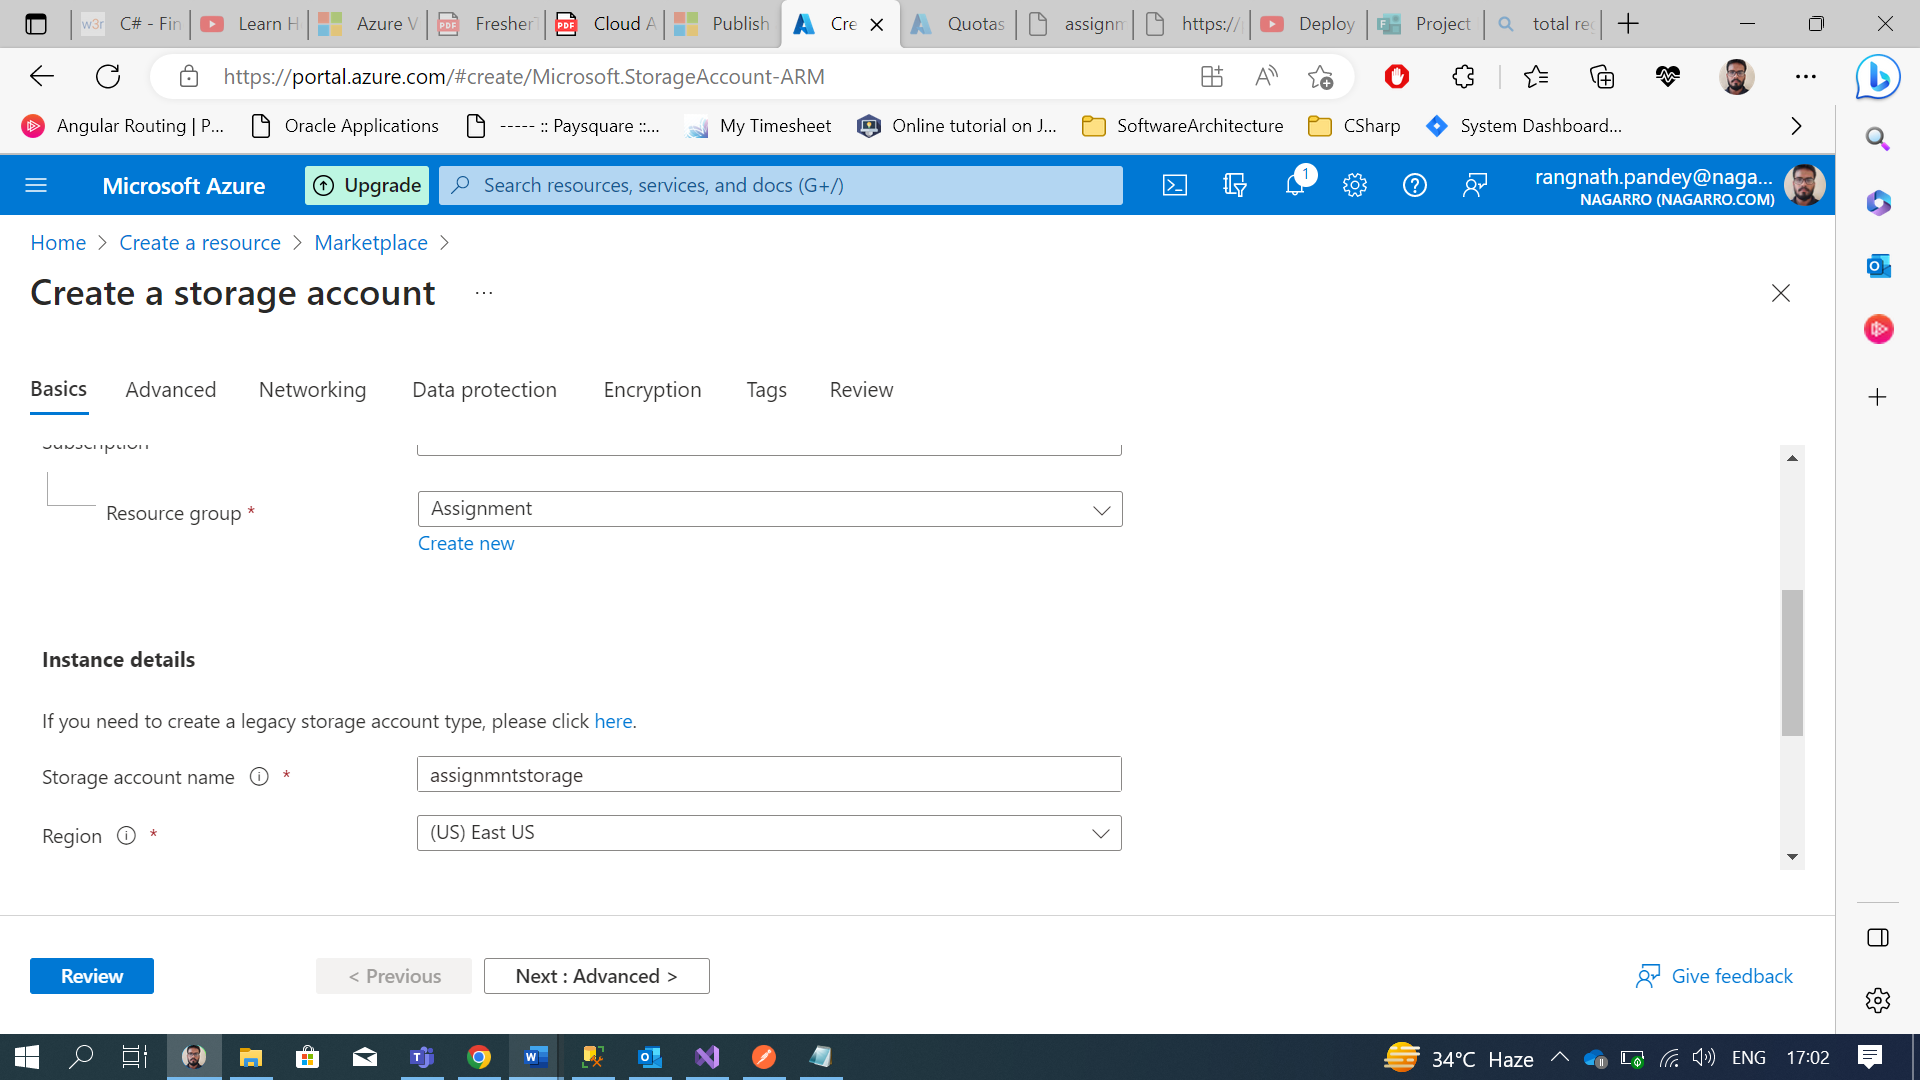 w3r C# - Fin
Learn H
Azure V
Fresher
Cloud A
Publish
Cre
Quotas
assignm
https://
Deploy
Project
total re
https://portal.azure.com/#create/Microsoft.StorageAccount-ARM
Angular Routing | P...
Oracle Applications
----- :: Paysquare ::...
My Timesheet
Online tutorial on J...
SoftwareArchitecture
CSharp
System Dashboard...
Microsoft Azure
Upgrade
Search resources, services, and docs (G+/)
1
rangnath.pandey@naga...
NAGARRO (NAGARRO.COM)
Home > Create a resource > Marketplace >
Create a storage account ...
Basics Advanced Networking Data protection Encryption Tags Review
Subscription
Resource group * Assignment
Create new
Instance details
If you need to create a legacy storage account type, please click here.
Storage account name * assignmntstorage
Region * (US) East US
Review
< Previous
Next : Advanced >
Give feedback
34°C Haze
ENG
17:02